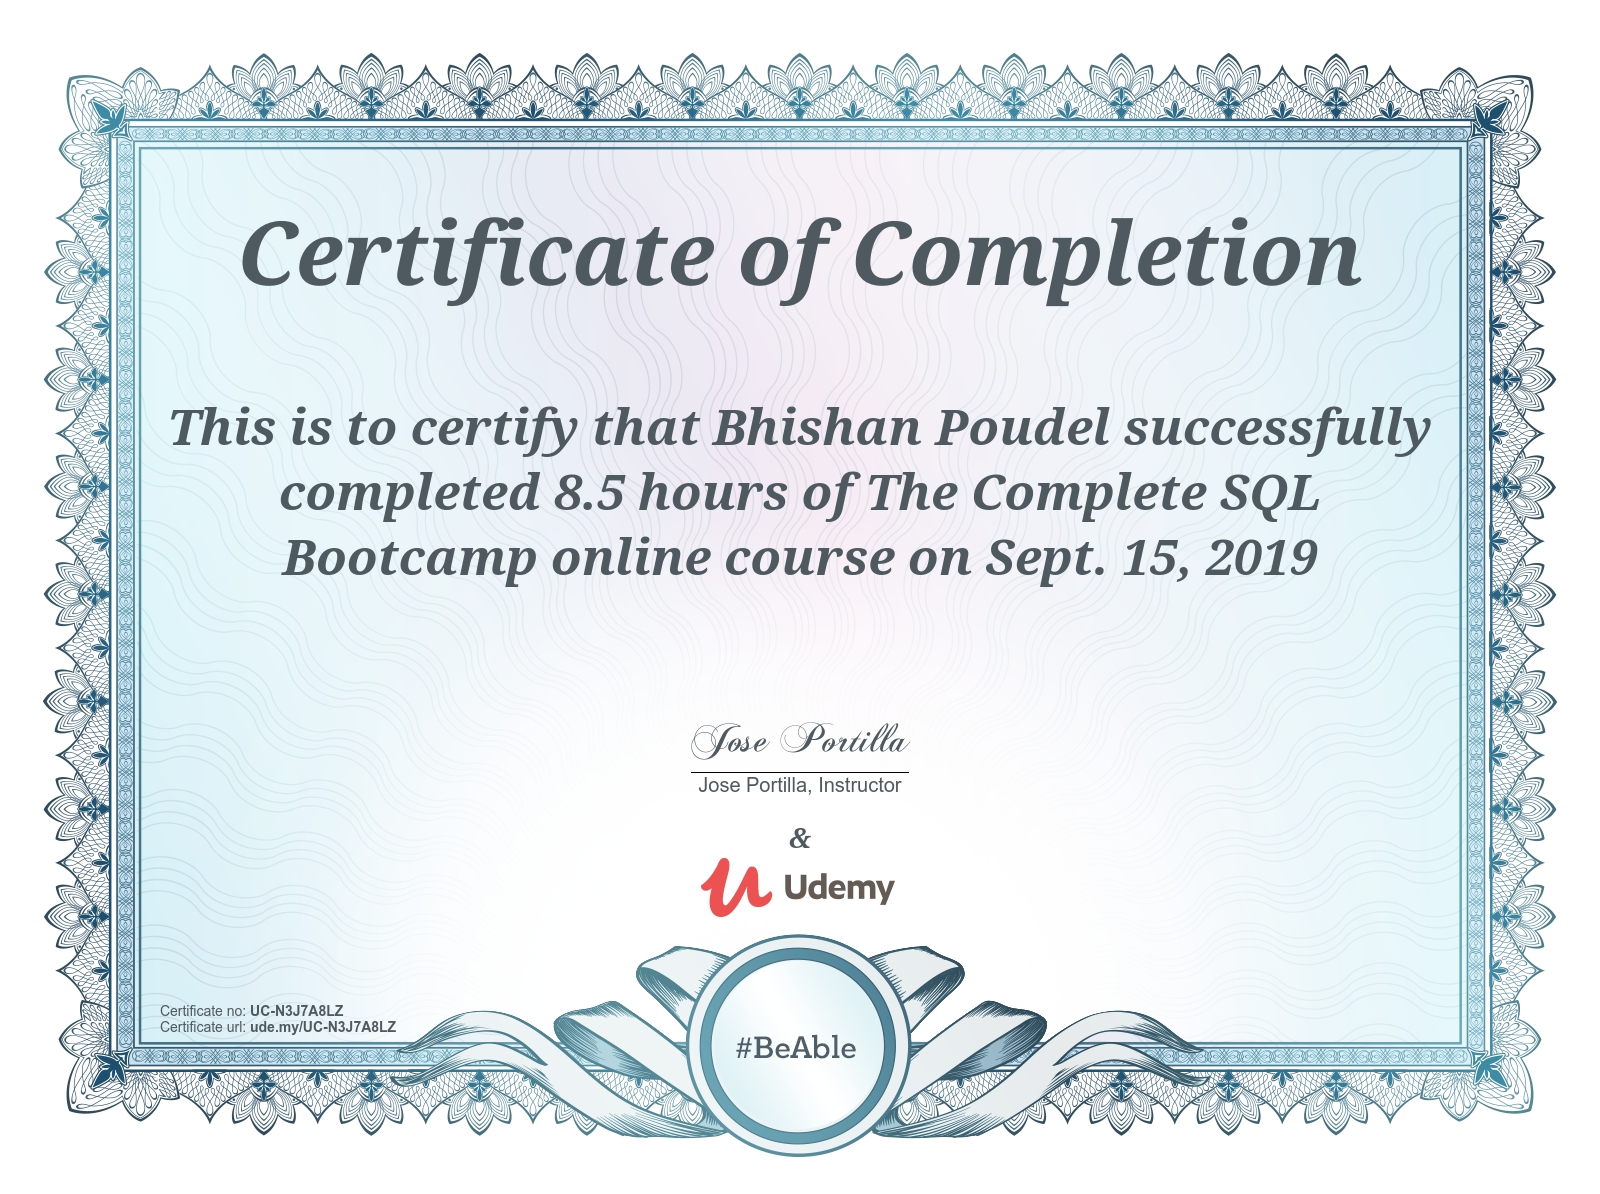 Certificate of Completion
This is to certify that Bhishan Poudel successfully
completed 8.5 hours of The Complete SQL
Bootcamp online course on Sept. 15, 2019
Jose Portilla
Jose Portilla, Instructor
&
Udemy
Certificate no: UC-N3J7A8LZ
Certificate url: ude.my/UC-N3J7A8LZ
#BeAble